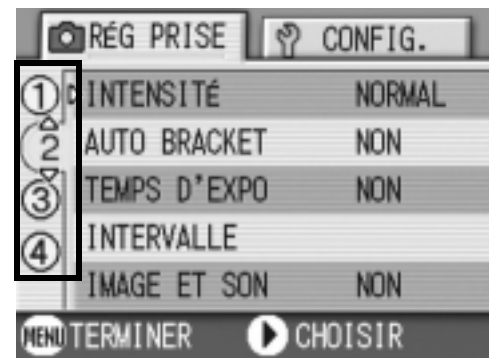 RÉG PRISE CONFIG.
1 INTENSITÉ NORMAL
2 AUTO BRACKET NON
3 TEMPS D'EXPO NON
4 INTERVALLE
IMAGE ET SON NON
MENU TERMINER CHOISIR